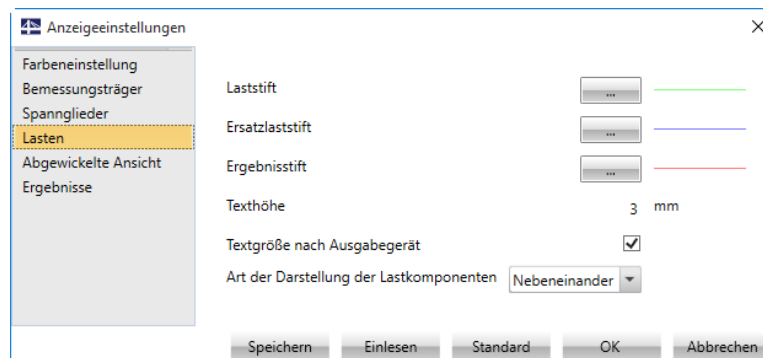 Anzeigeeinstellungen
Farbeneinstellung
Bemessungsträger
Spannglieder
Lasten
Abgewickelte Ansicht
Ergebnisse
Laststift ...
Ersatzlaststift ...
Ergebnisstift ...
Texthöhe 3 mm
Textgröße nach Ausgabegerät
Art der Darstellung der Lastkomponenten Nebeneinander
Speichern Einlesen Standard OK Abbrechen